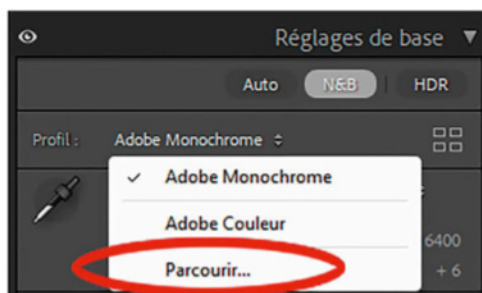 Réglages de base
Auto N&B HDR
Profil : Adobe Monochrome
Adobe Monochrome
Adobe Couleur
6400
Parcourir...
+ 6